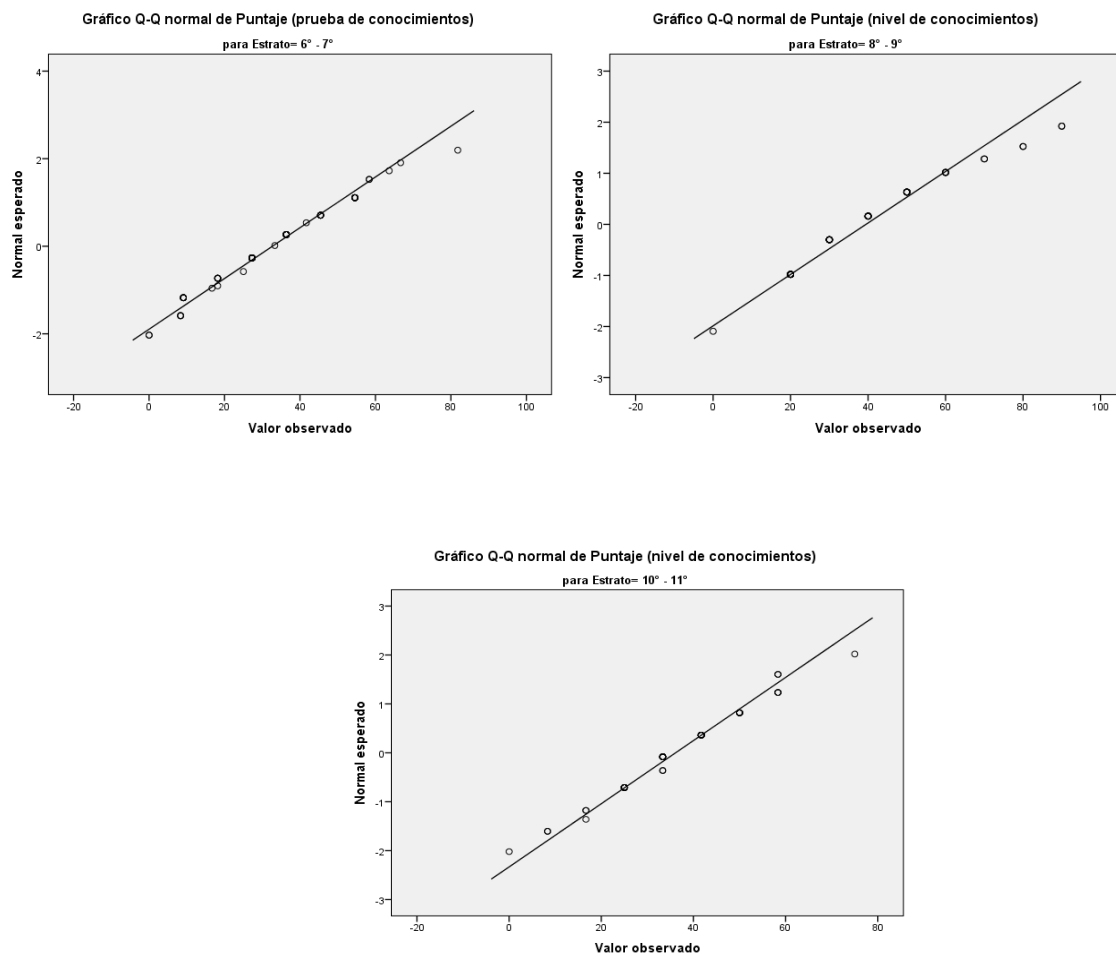 Gráfico Q-Q normal de Puntaje (prueba de conocimientos)
para Estrato= 6° - 7°
4
2
0
-2
Normal esperado
-20 0 20 40 60 80 100
Valor observado
Gráfico Q-Q normal de Puntaje (nivel de conocimientos)
para Estrato= 8° - 9°
3
2
1
0
-1
-2
-3
Normal esperado
-20 0 20 40 60 80 100
Valor observado
Gráfico Q-Q normal de Puntaje (nivel de conocimientos)
para Estrato= 10° - 11°
3
2
1
0
-1
-2
-3
Normal esperado
-20 0 20 40 60 80
Valor observado